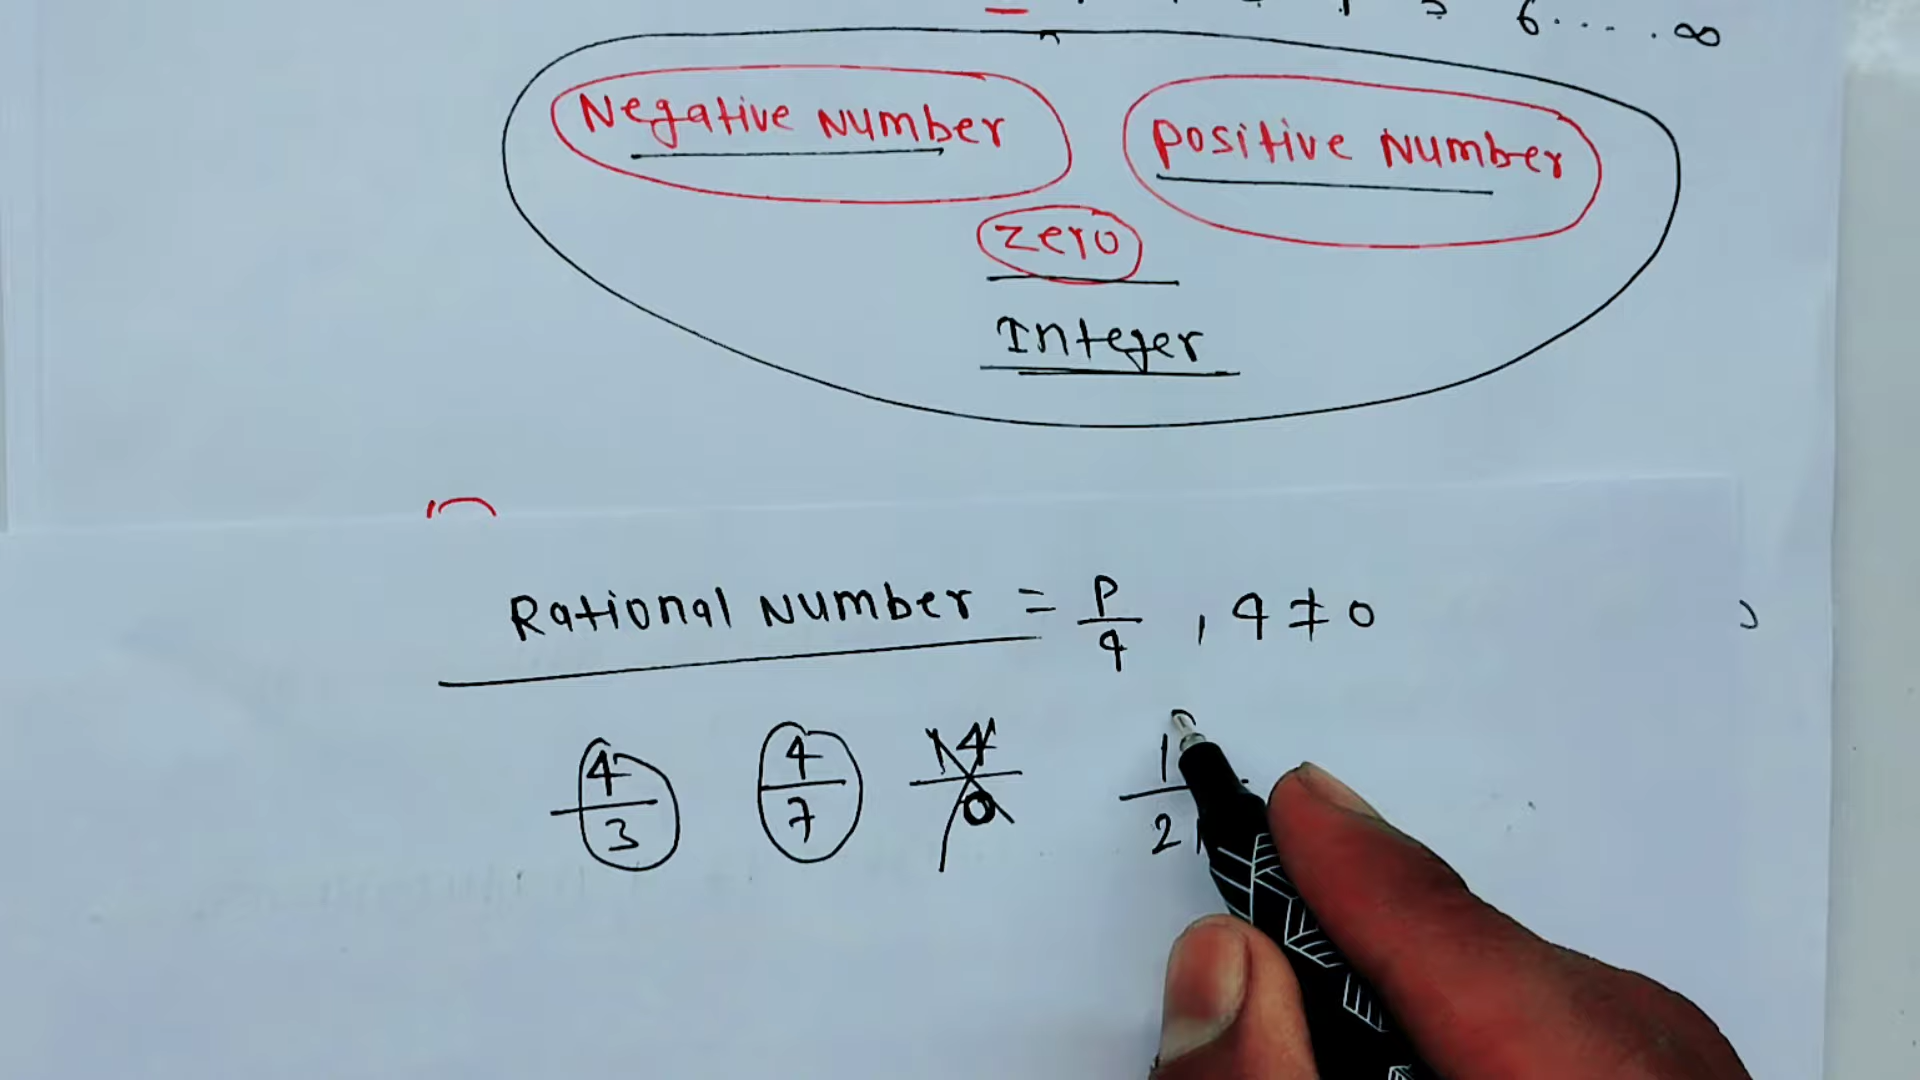 6..... ∞
Negative Number
positive Number
zero
Integer
Rational Number = P/q , q ≠ 0
4/3 4/7 14/0 1/2